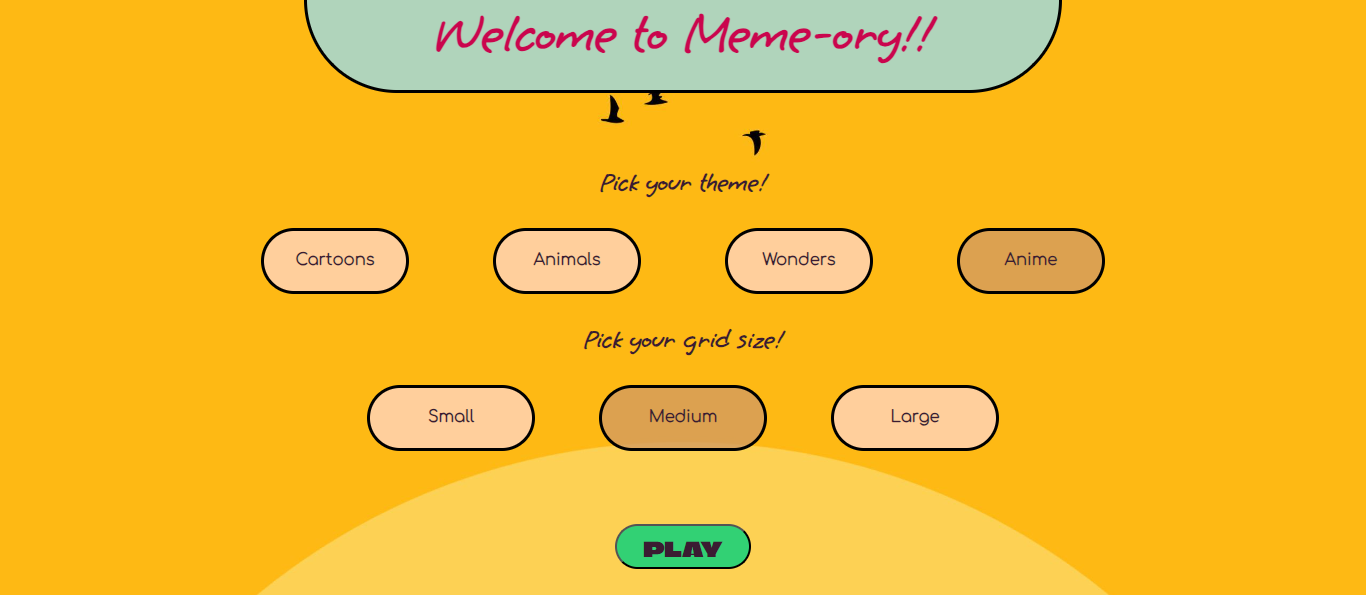 Welcome to Meme-ory!!
Pick your theme!
Cartoons Animals Wonders Anime
Pick your grid size!
Small Medium Large
PLAY